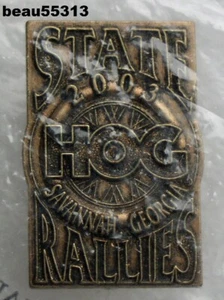 beau55313
STATE
2003
HOG
SAVANNAH, GEORGIA
RALLIES